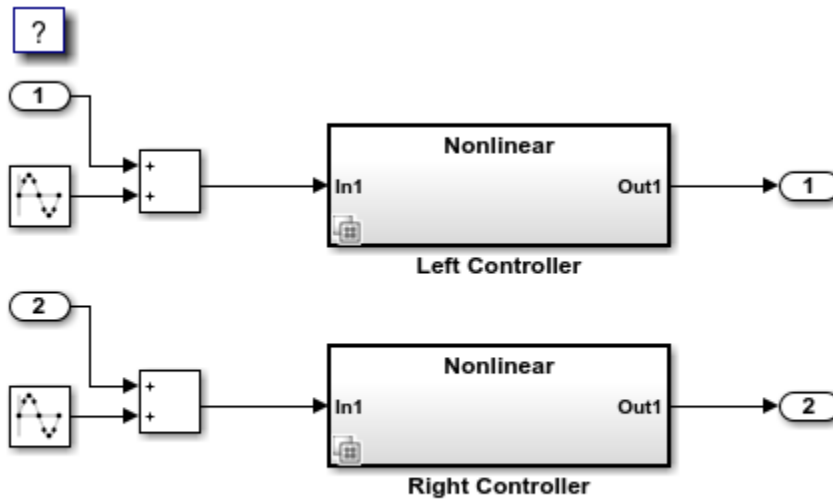 ?
1
+
+
Nonlinear
In1
Out1
1
Left Controller
2
+
+
Nonlinear
In1
Out1
2
Right Controller